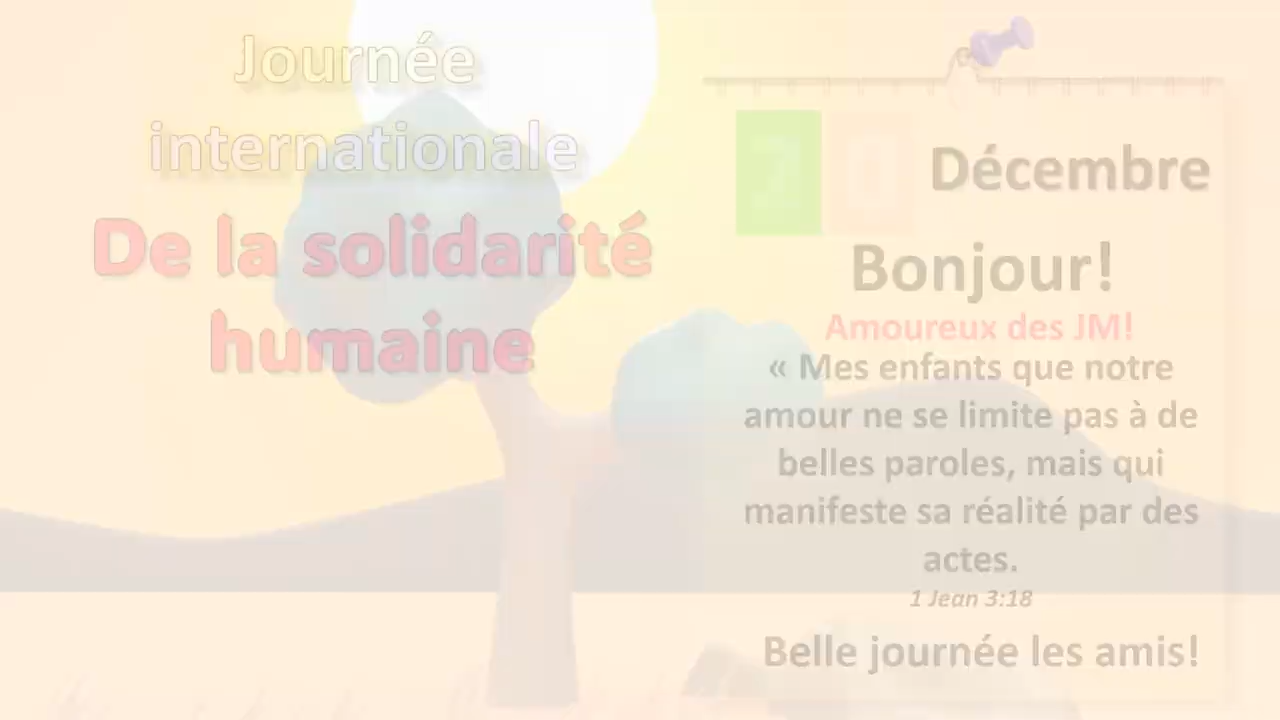 Journée
internationale
De la solidarité
humaine
20 Décembre
Bonjour!
Amoureux des JM!
« Mes enfants que notre
amour ne se limite pas à de
belles paroles, mais qui
manifeste sa réalité par des
actes.
1 Jean 3:18
Belle journée les amis!